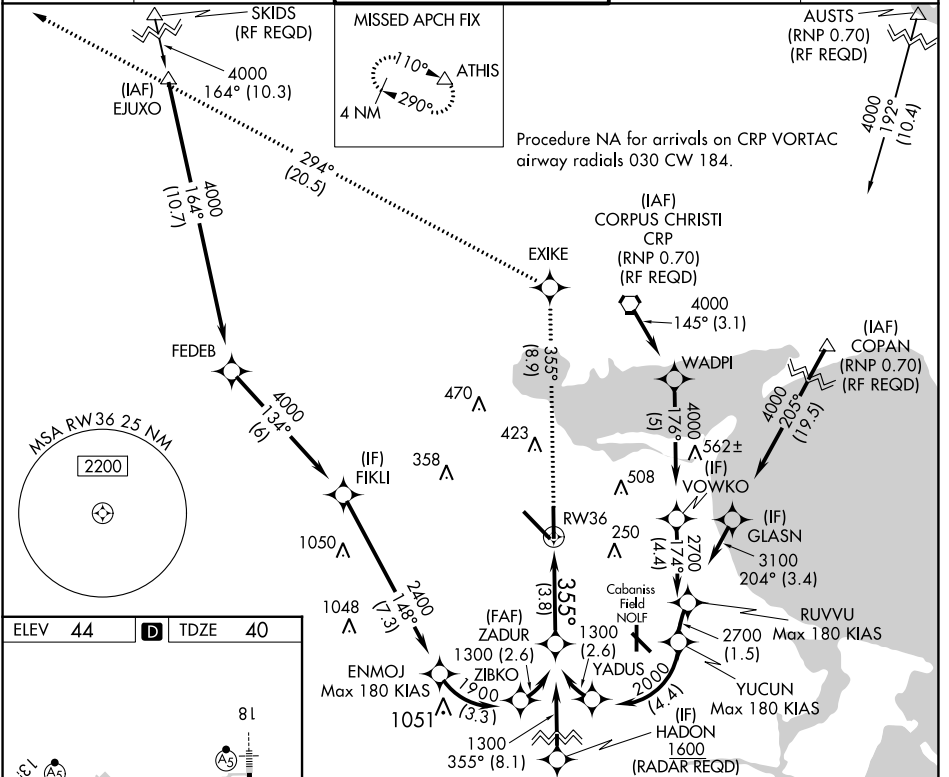 SKIDS
(RF REQD)
4000
164° (10.3)
(IAF)
EJUXO
MISSED APCH FIX
110°
ATHIS
290°
4 NM
AUSTS
(RNP 0.70)
(RF REQD)
4000
192°
(10.4)
Procedure NA for arrivals on CRP VORTAC
airway radials 030 CW 184.
294°
(20.5)
4000
164°
(10.7)
(IAF)
CORPUS CHRISTI
CRP
(RNP 0.70)
(RF REQD)
EXIKE
4000
145° (3.1)
(IAF)
COPAN
(RNP 0.70)
(RF REQD)
FEDEB
355°
(8.9)
WADPI
4000
205°
(19.5)
4000
134°
(6)
470
4000
176°
(5)
MSA RW36 25 NM
2200
423
562±
(IF)
FIKLI
358
508
(IF)
VOWKO
RW36
(IF)
GLASN
1050
250
2700
174°
(4.4)
3100
204° (3.4)
2400
148°
(7.3)
355°
(3.8)
Cabaniss
Field
NOLF
1048
RUVVU
Max 180 KIAS
ELEV 44
D
TDZE 40
(FAF)
ZADUR
1300 (2.6)
1300
(2.6)
2700
(1.5)
ENMOJ
Max 180 KIAS
ZIBKO
YADUS
YUCUN
Max 180 KIAS
1900
(3.3)
2000
(4.4)
1051
(IF)
HADON
1600
(RADAR REQD)
1300
355° (8.1)
18
A5
13
A5